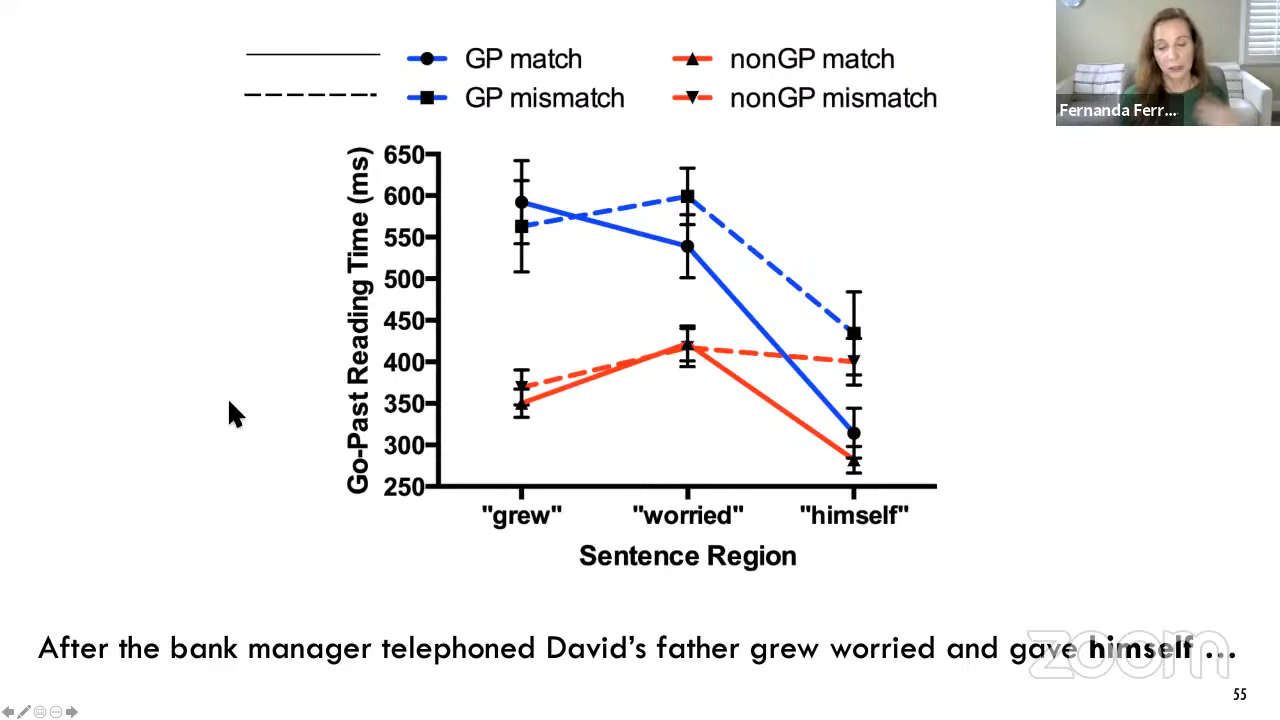 GP match
nonGP match
GP mismatch
nonGP mismatch
Fernanda Ferr...
Go-Past Reading Time (ms)
650
600
550
500
450
400
350
300
250
"grew"
"worried"
"himself"
Sentence Region
After the bank manager telephoned David's father grew worried and gave himself ...
zoom
55